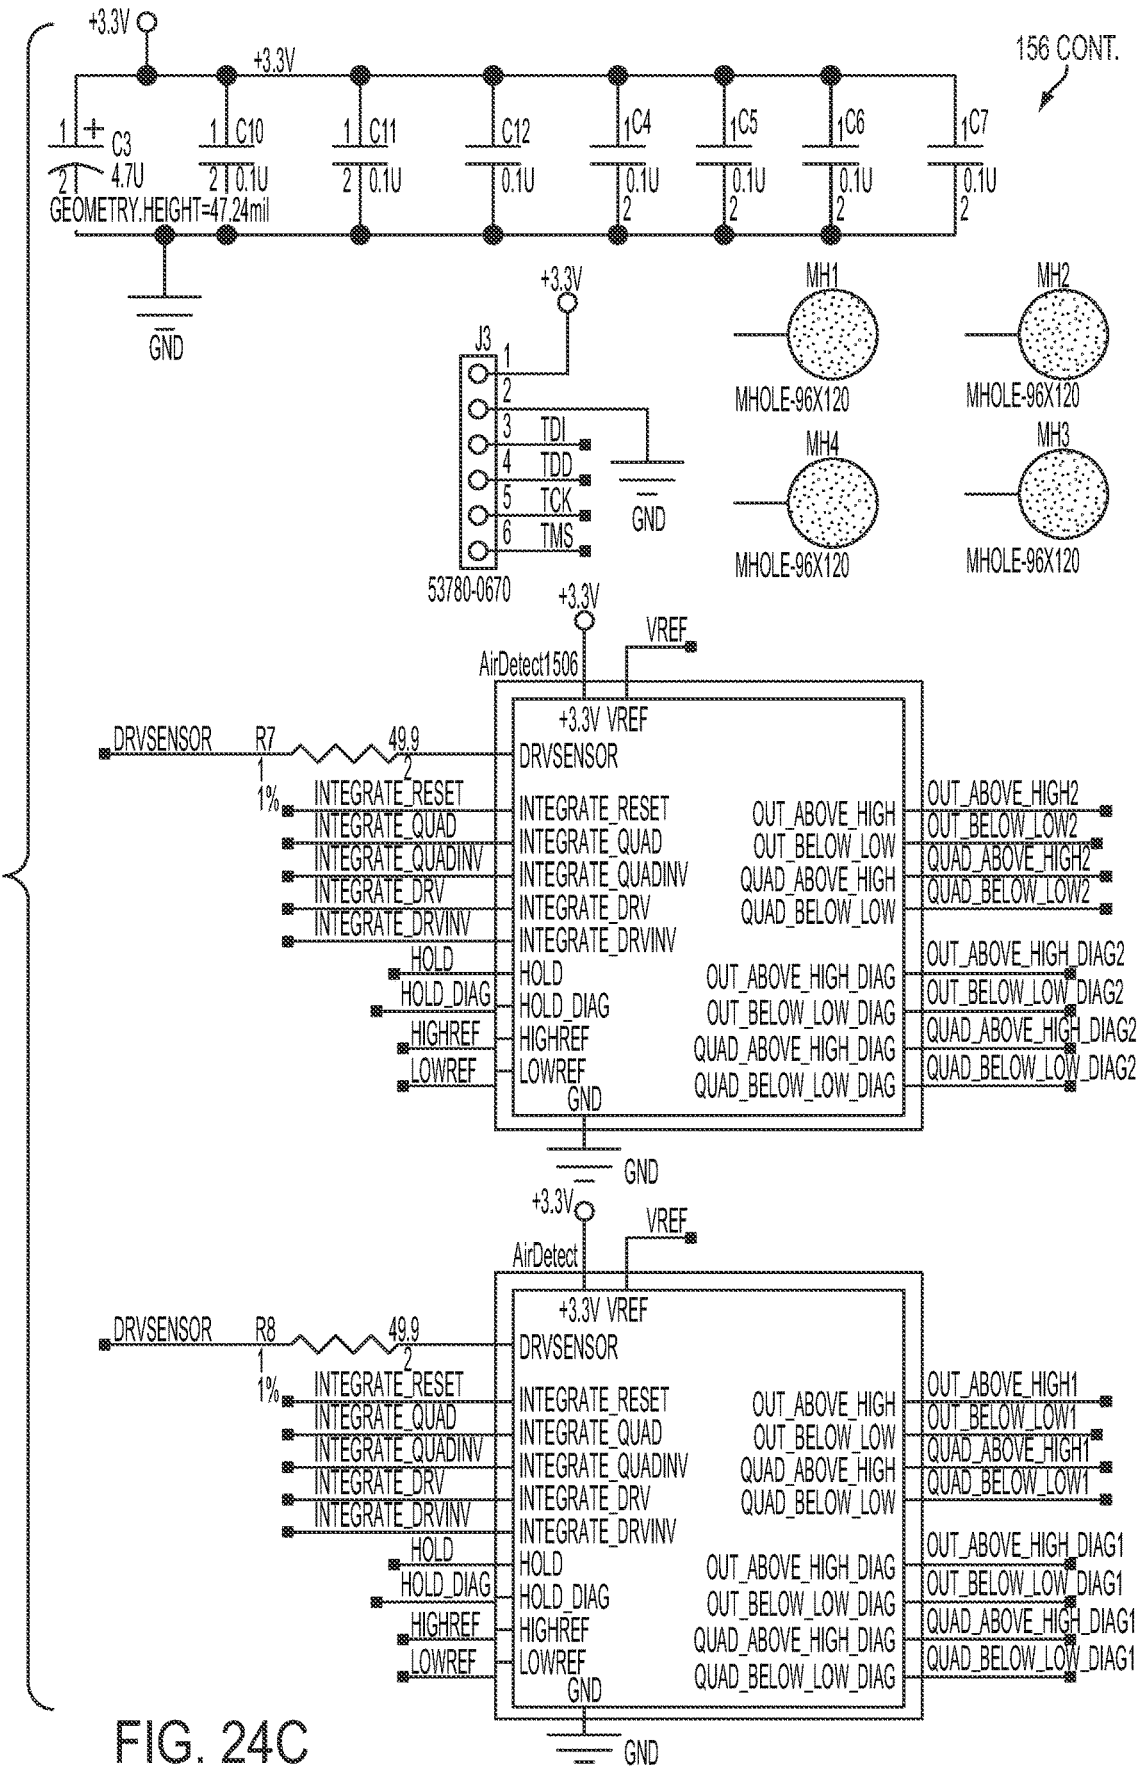 +3.3V
156 CONT.
+3.3V
1 + C3 4.7U 2
1 C10 2 0.1U
1 C11 2 0.1U
C12 0.1U
1 C4 0.1U 2
1 C5 0.1U 2
1 C6 0.1U 2
1 C7 0.1U 2
GEOMETRY.HEIGHT=47.24mil
GND
+3.3V
J3
1
2
3 TDI
4 TDD
5 TCK
6 TMS
GND
53780-0670
MH1
MHOLE-96X120
MH2
MHOLE-96X120
MH4
MHOLE-96X120
MH3
MHOLE-96X120
+3.3V
VREF
AirDetect1506
+3.3V VREF
DRVSENSOR R7 49.9 DRVSENSOR
1 2
1%
INTEGRATE_RESET INTEGRATE_RESET OUT_ABOVE_HIGH OUT_ABOVE_HIGH2
INTEGRATE_QUAD INTEGRATE_QUAD OUT_BELOW_LOW OUT_BELOW_LOW2
INTEGRATE_QUADINV INTEGRATE_QUADINV QUAD_ABOVE_HIGH QUAD_ABOVE_HIGH2
INTEGRATE_DRV INTEGRATE_DRV QUAD_BELOW_LOW QUAD_BELOW_LOW2
INTEGRATE_DRVINV INTEGRATE_DRVINV
HOLD HOLD OUT_ABOVE_HIGH_DIAG OUT_ABOVE_HIGH_DIAG2
HOLD_DIAG HOLD_DIAG OUT_BELOW_LOW_DIAG OUT_BELOW_LOW_DIAG2
HIGHREF HIGHREF QUAD_ABOVE_HIGH_DIAG QUAD_ABOVE_HIGH_DIAG2
LOWREF LOWREF QUAD_BELOW_LOW_DIAG QUAD_BELOW_LOW_DIAG2
GND
GND
+3.3V
VREF
AirDetect
+3.3V VREF
DRVSENSOR R8 49.9 DRVSENSOR
1 2
1%
INTEGRATE_RESET INTEGRATE_RESET OUT_ABOVE_HIGH OUT_ABOVE_HIGH1
INTEGRATE_QUAD INTEGRATE_QUAD OUT_BELOW_LOW OUT_BELOW_LOW1
INTEGRATE_QUADINV INTEGRATE_QUADINV QUAD_ABOVE_HIGH QUAD_ABOVE_HIGH1
INTEGRATE_DRV INTEGRATE_DRV QUAD_BELOW_LOW QUAD_BELOW_LOW1
INTEGRATE_DRVINV INTEGRATE_DRVINV
HOLD HOLD OUT_ABOVE_HIGH_DIAG OUT_ABOVE_HIGH_DIAG1
HOLD_DIAG HOLD_DIAG OUT_BELOW_LOW_DIAG OUT_BELOW_LOW_DIAG1
HIGHREF HIGHREF QUAD_ABOVE_HIGH_DIAG QUAD_ABOVE_HIGH_DIAG1
LOWREF LOWREF QUAD_BELOW_LOW_DIAG QUAD_BELOW_LOW_DIAG1
GND
GND
FIG. 24C